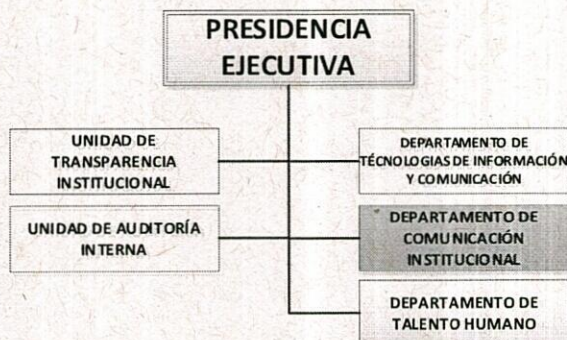 PRESIDENCIA
EJECUTIVA
UNIDAD DE
TRANSPARENCIA
INSTITUCIONAL
DEPARTAMENTO DE
TÉCNOLOGIAS DE INFORMACIÓN
Y COMUNICACIÓN
UNIDAD DE AUDITORÍA
INTERNA
DEPARTAMENTO DE
COMUNICACIÓN
INSTITUCIONAL
DEPARTAMENTO DE
TALENTO HUMANO